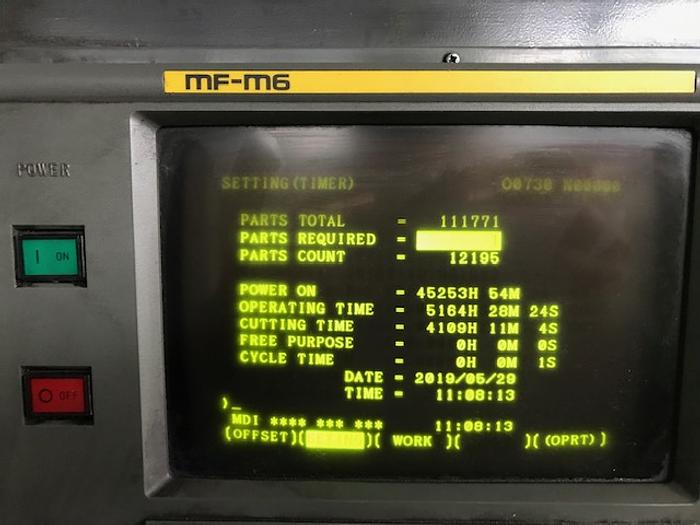 MF-M6
POWER
SETTING(TIMER) O0730 N00000
PARTS TOTAL = 111771
PARTS REQUIRED =
PARTS COUNT = 12195
POWER ON = 45253H 54M
OPERATING TIME = 5164H 28M 24S
CUTTING TIME = 4109H 11M 4S
FREE PURPOSE = 0H 0M 0S
CYCLE TIME = 0H 0M 1S
DATE = 2019/05/29
TIME = 11:08:13
)_
MDI **** *** *** 11:08:13
(OFFSET)( )( WORK )( )( (OPRT) )
| ON
O OFF